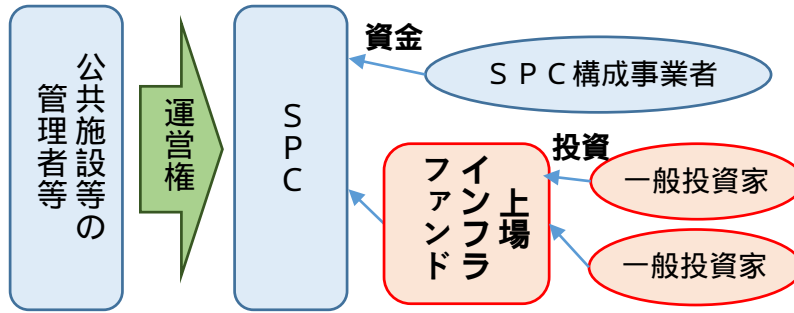 公共施設等の
管理者等
運営権
ＳＰＣ
資金
ＳＰＣ構成事業者
上場
インフラ
ファンド
投資
一般投資家
一般投資家